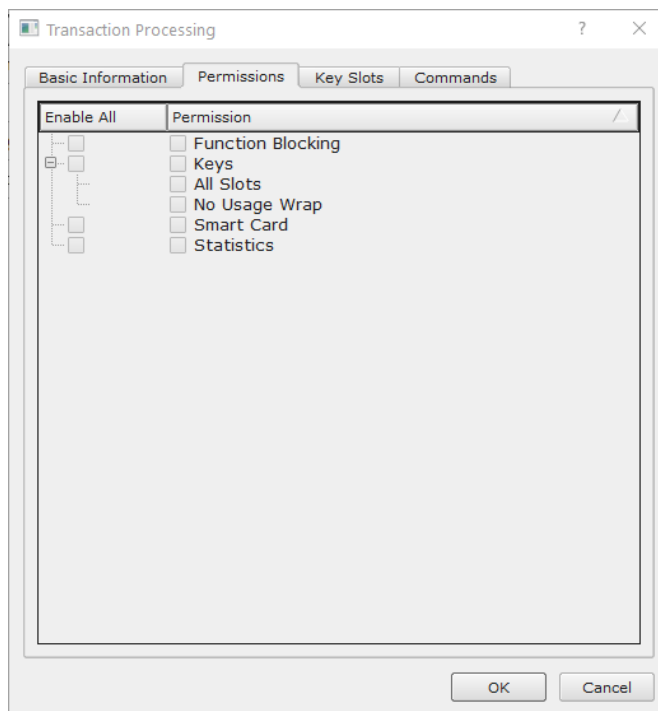 Transaction Processing
Basic Information Permissions Key Slots Commands
Enable All Permission
Function Blocking
Keys
All Slots
No Usage Wrap
Smart Card
Statistics
OK Cancel